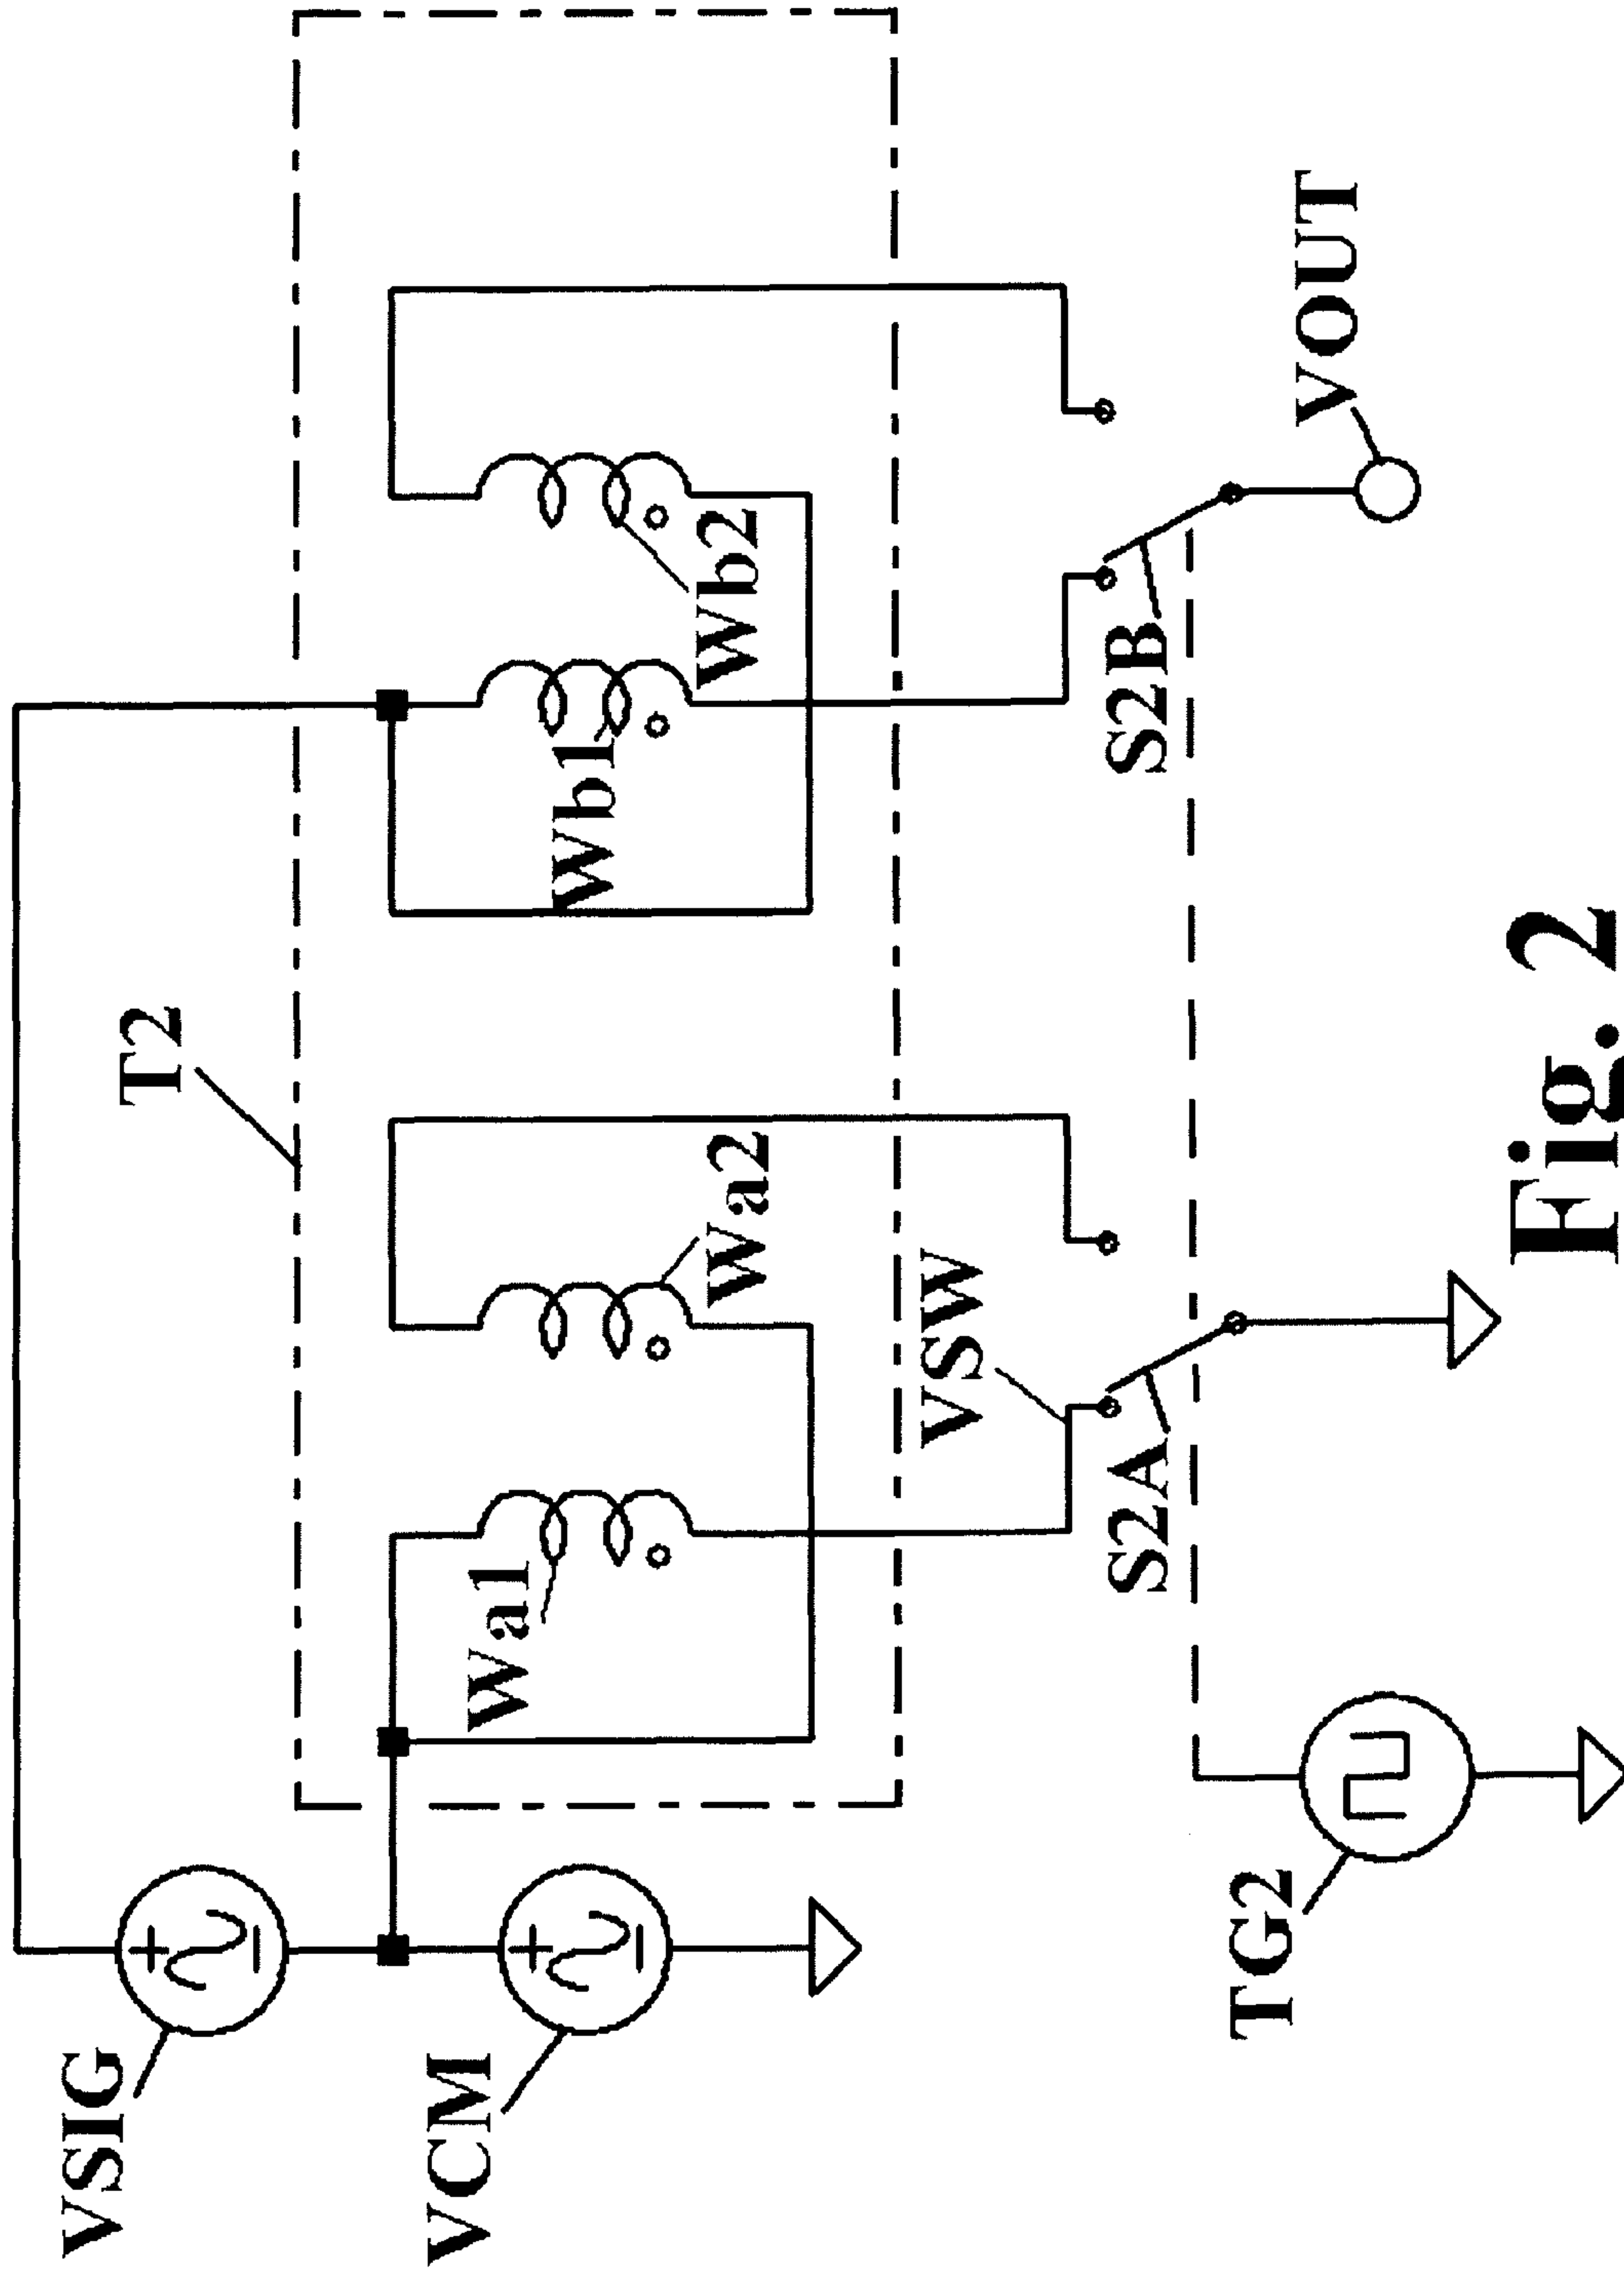 VSIG
T2
VCM
Wa1
Wa2
Wb1
Wb2
VSW
S2A
S2B
TG2
VOUT
Fig. 2